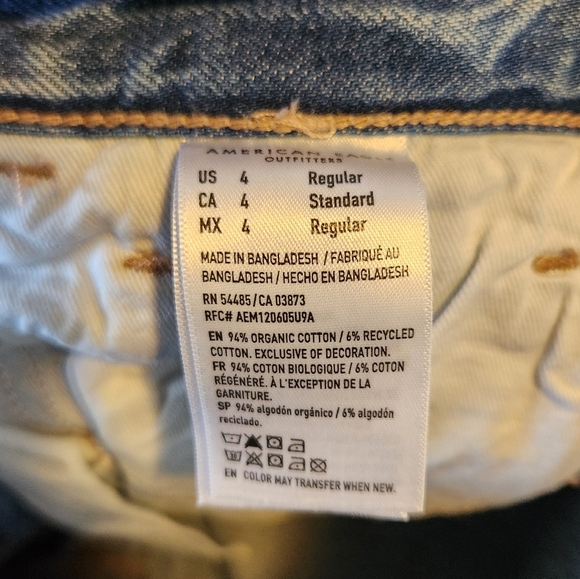 AMERICAN EAGLE
OUTFITTERS
US 4 Regular
CA 4 Standard
MX 4 Regular
MADE IN BANGLADESH / FABRIQUÉ AU
BANGLADESH / HECHO EN BANGLADESH
RN 54485 / CA 03873
RFC# AEM120605U9A
EN 94% ORGANIC COTTON / 6% RECYCLED
COTTON. EXCLUSIVE OF DECORATION.
FR 94% COTON BIOLOGIQUE / 6% COTON
RÉGÉNÉRÉ. À L'EXCEPTION DE LA
GARNITURE.
SP 94% algodón orgánico / 6% algodón
reciclado.
EN COLOR MAY TRANSFER WHEN NEW.